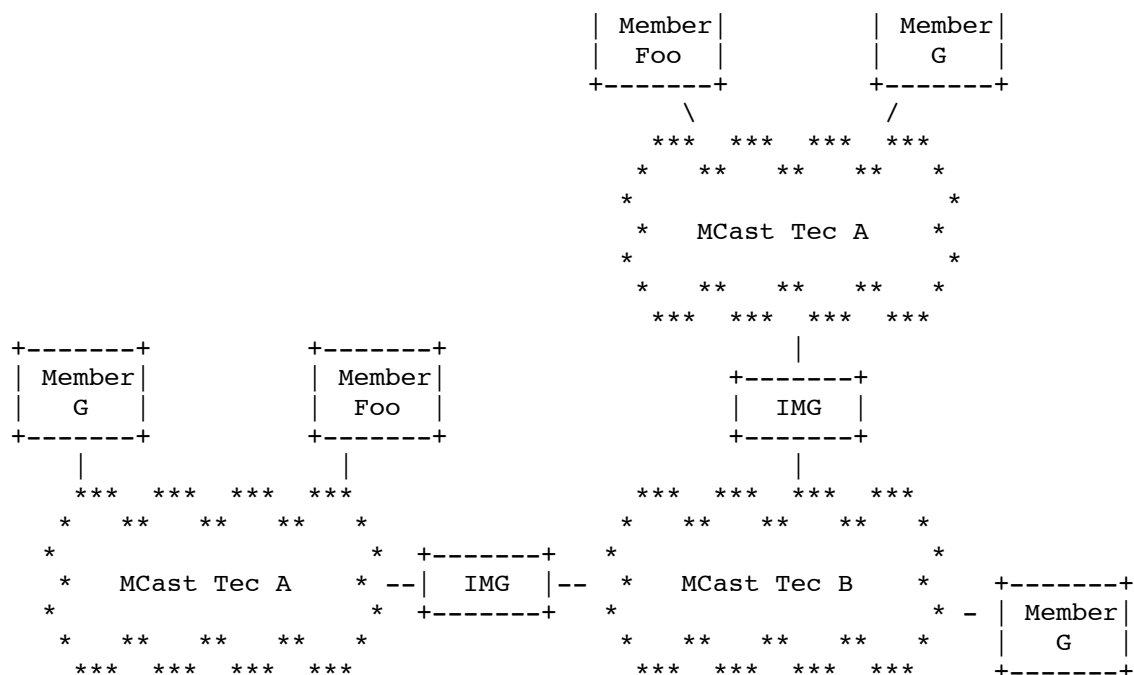 Member Member
Foo G
MCast Tec A
Member Member
G Foo IMG
MCast Tec A IMG MCast Tec B
Member
G